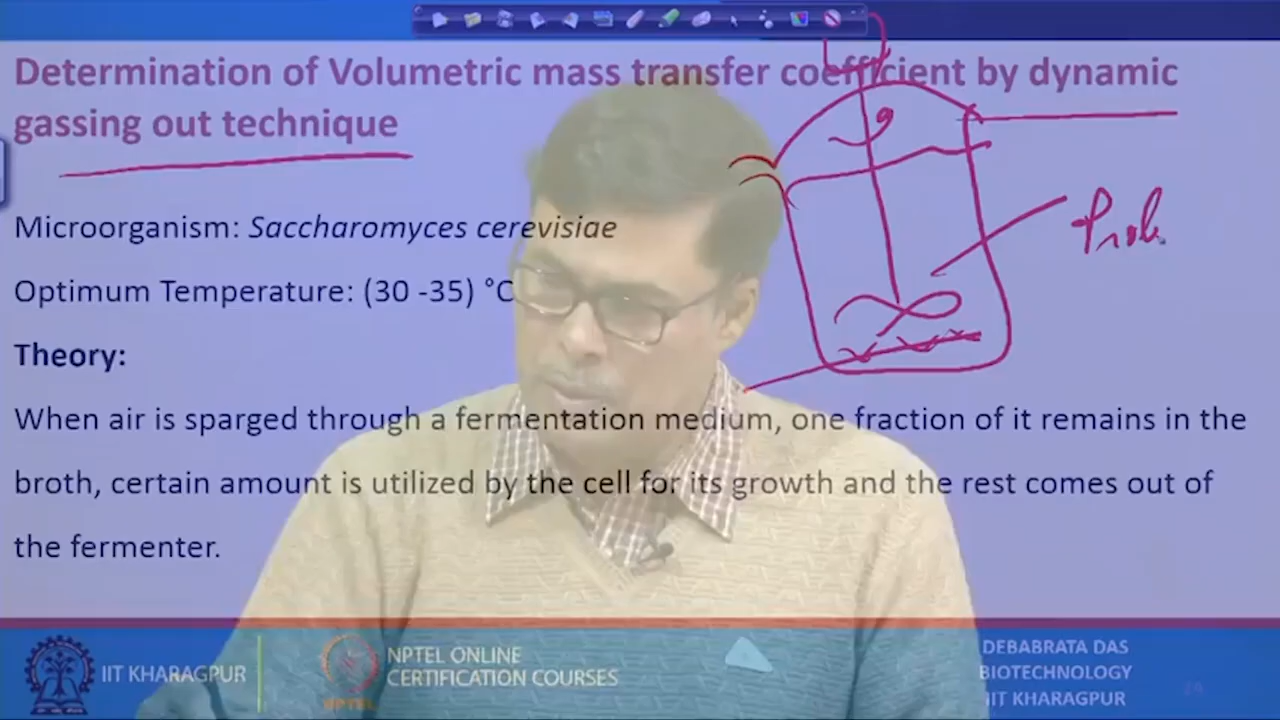 Determination of Volumetric mass transfer coefficient by dynamic
gassing out technique
Microorganism: Saccharomyces cerevisiae
Optimum Temperature: (30 -35) °C
Theory:
When air is sparged through a fermentation medium, one fraction of it remains in the
broth, certain amount is utilized by the cell for its growth and the rest comes out of
the fermenter.
IIT KHARAGPUR
NPTEL
NPTEL ONLINE
CERTIFICATION COURSES
DEBABRATA DAS
BIOTECHNOLOGY
IIT KHARAGPUR